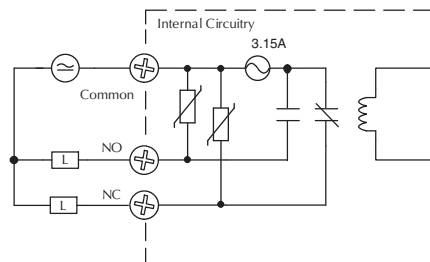 Internal Circuitry
3.15A
Common
NO
L
NC
L